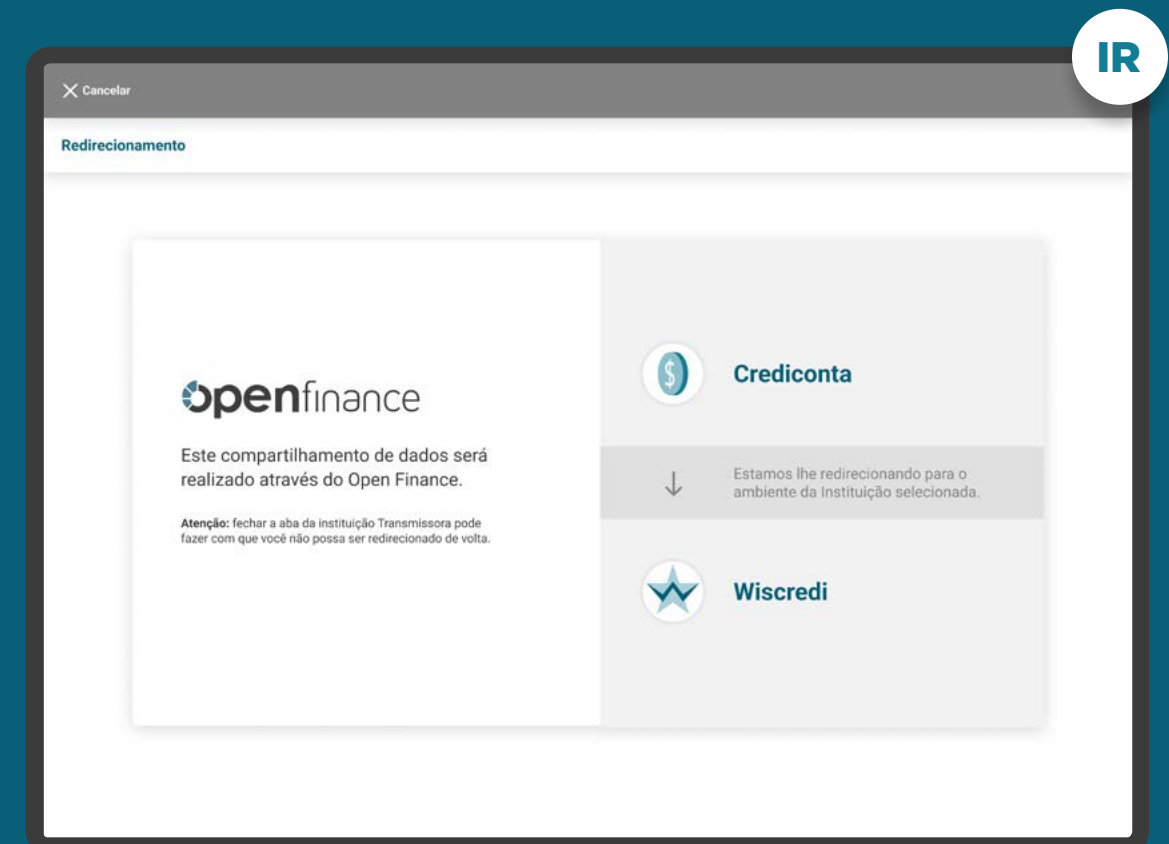 IR
Cancelar
Redirecionamento
openfinance
Este compartilhamento de dados será
realizado através do Open Finance.
Atenção: fechar a aba da instituição Transmissora pode
fazer com que você não possa ser redirecionado de volta.
$
Crediconta
Estamos lhe redirecionando para o
ambiente da Instituição selecionada.
Wiscredi